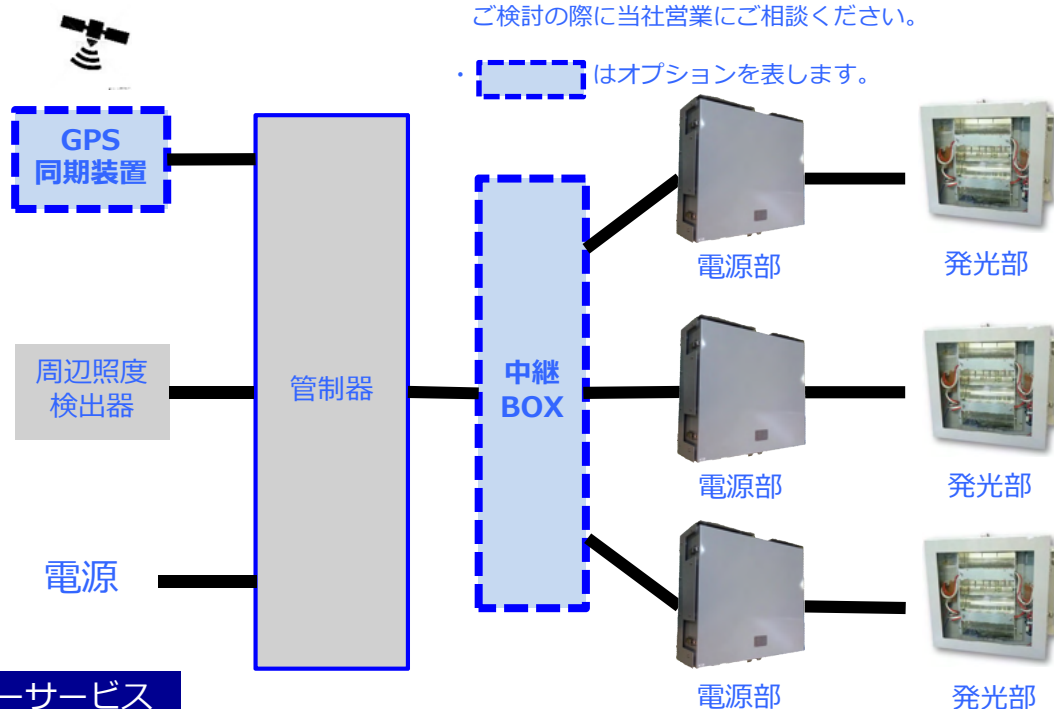 ご検討の際に当社営業にご相談ください。
・
はオプションを表します。
GPS
同期装置
周辺照度
検出器
電源
管制器
中継
BOX
電源部
発光部
電源部
発光部
電源部
発光部
ーサービス